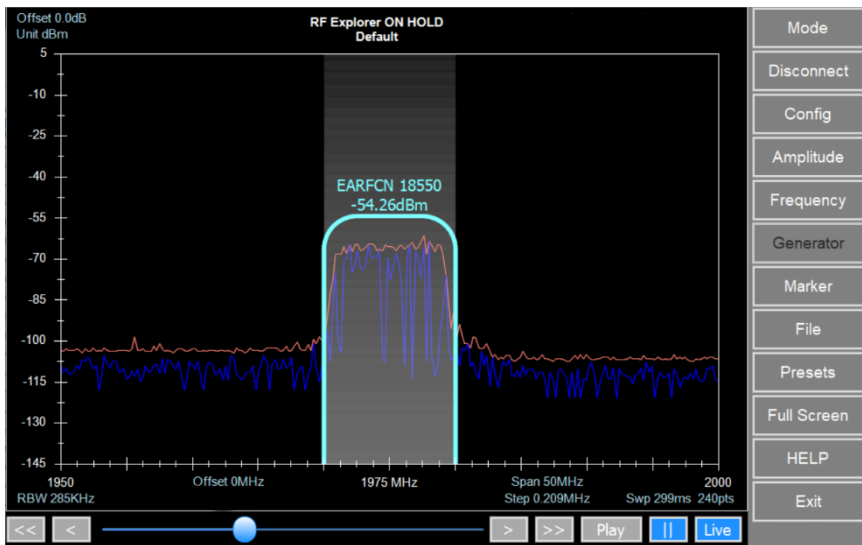 Offset 0.0dB
Unit dBm
RF Explorer ON HOLD
Default
5
-10
-25
-40
-55
-70
-85
-100
-115
-130
-145
EARFCN 18550
-54.26dBm
1950
Offset 0MHz
1975 MHz
Span 50MHz
2000
RBW 285KHz
Step 0.209MHz
Swp 299ms 240pts
<<
<
>
>>
Play
||
Live
Mode
Disconnect
Config
Amplitude
Frequency
Generator
Marker
File
Presets
Full Screen
HELP
Exit